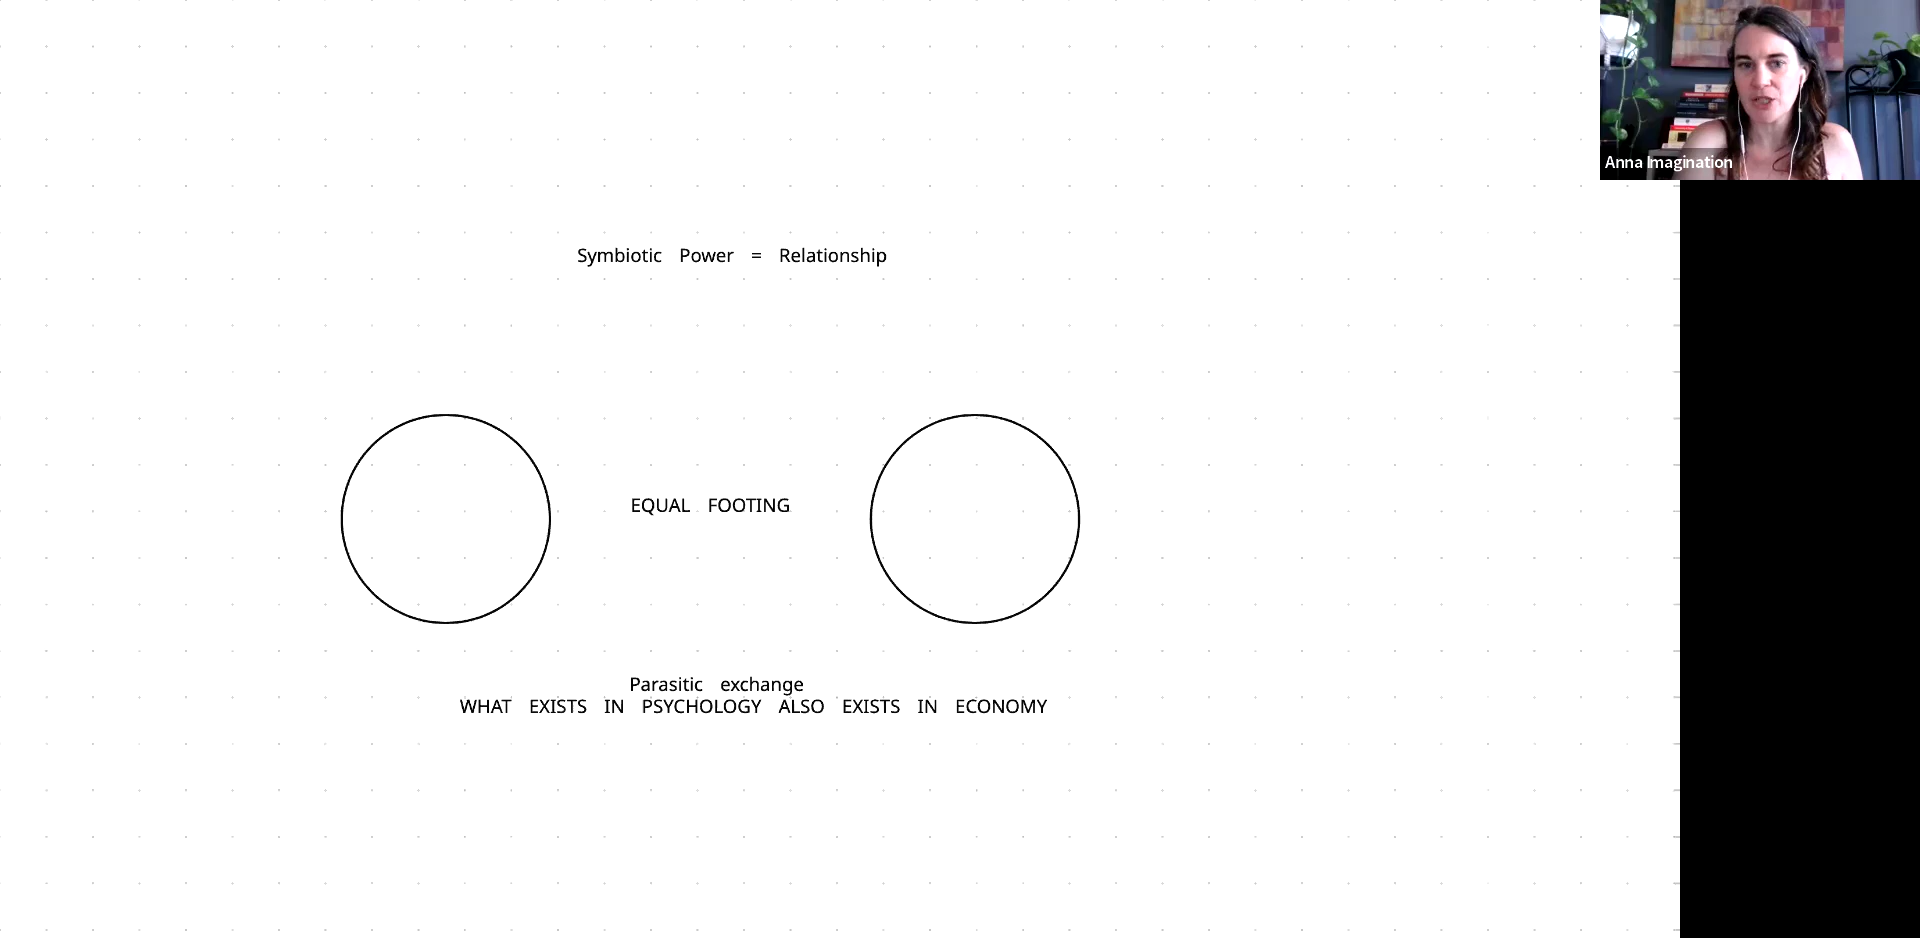 Anna Imagination
Symbiotic Power = Relationship
EQUAL FOOTING
Parasitic exchange
WHAT EXISTS IN PSYCHOLOGY ALSO EXISTS IN ECONOMY